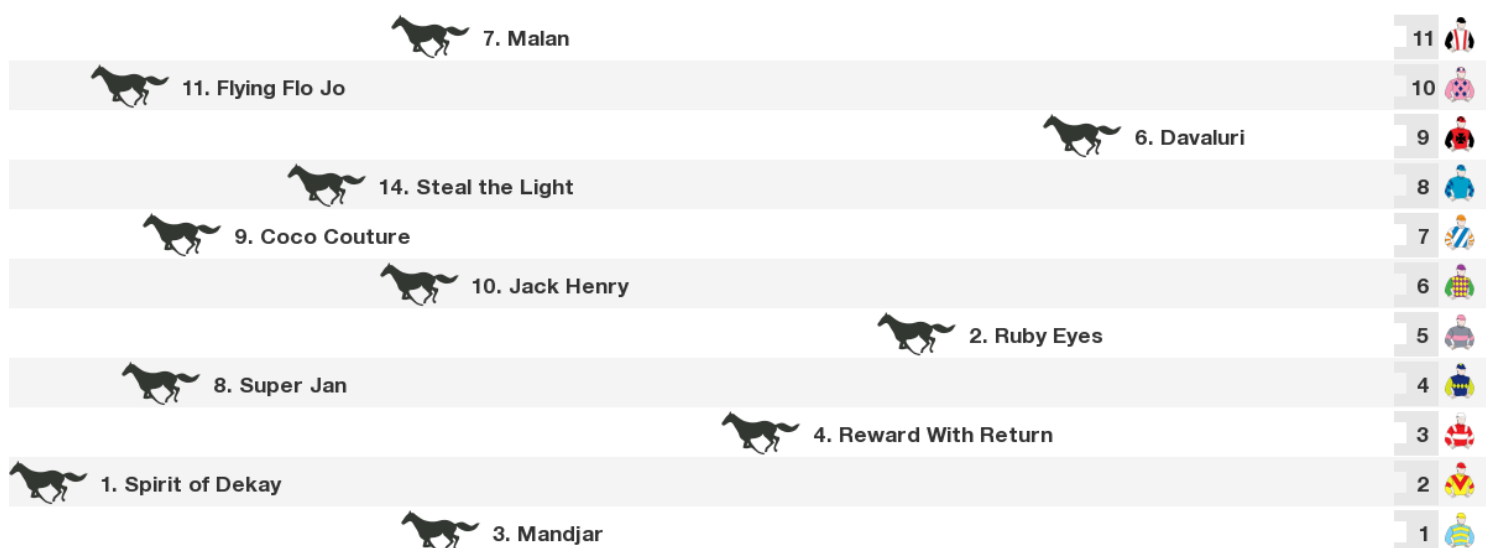 7. Malan 11
11. Flying Flo Jo 10
6. Davaluri 9
14. Steal the Light 8
9. Coco Couture 7
10. Jack Henry 6
2. Ruby Eyes 5
8. Super Jan 4
4. Reward With Return 3
1. Spirit of Dekay 2
3. Mandjar 1